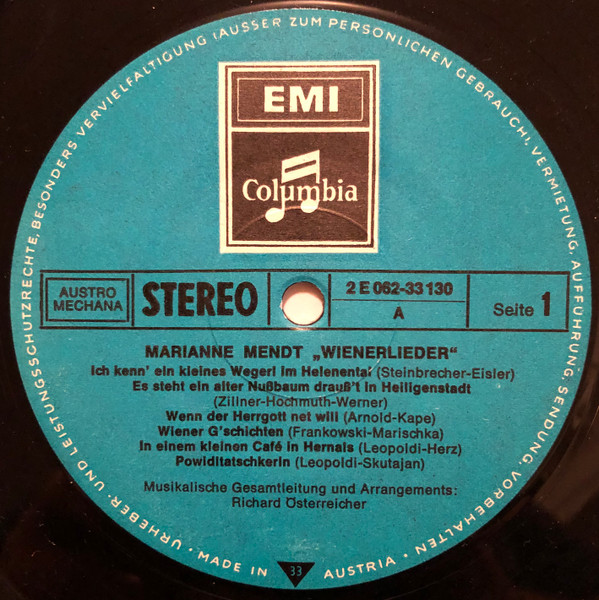 URHEBER- UND LEISTUNGSSCHUTZRECHTE, BESONDERS VERVIELFÄLTIGUNG (AUSSER ZUM PERSÖNLICHEN GEBRAUCH), VERMIETUNG, AUFFÜHRUNG, SENDUNG, VORBEHALTEN •
EMI
Columbia
AUSTRO
MECHANA
STEREO
2 E 062-33 130
A
Seite 1
MARIANNE MENDT „WIENERLIEDER“
Ich kenn' ein kleines Wegerl im Helenental (Steinbrecher-Eisler)
Es steht ein alter Nußbaum drauß't in Heiligenstadt
(Zillner-Hochmuth-Werner)
Wenn der Herrgott net will (Arnold-Kape)
Wiener G'schichten (Frankowski-Marischka)
In einem kleinen Café in Hernals (Leopoldi-Herz)
Powiditatschkerln (Leopoldi-Skutajan)
Musikalische Gesamtleitung und Arrangements:
Richard Österreicher
• MADE IN 33 AUSTRIA •